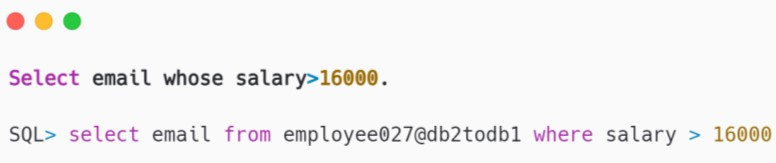 Select email whose salary>16000.
SQL> select email from employee027@db2todb1 where salary > 16000